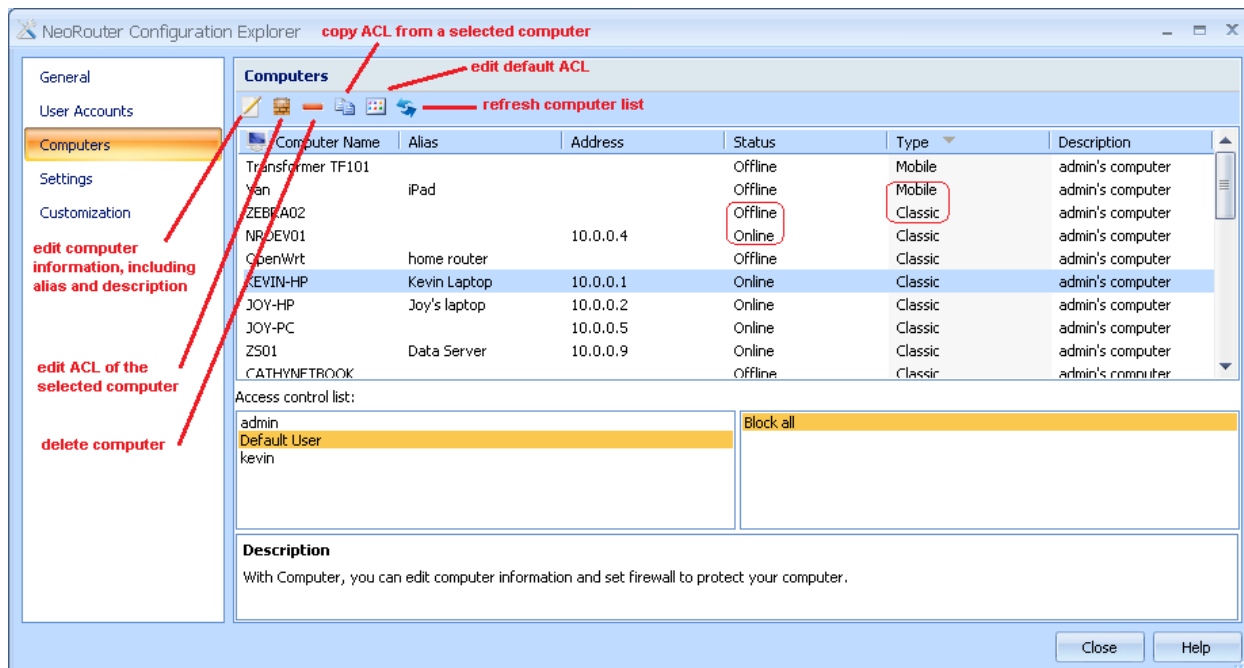 NeoRouter Configuration Explorer
copy ACL from a selected computer
General
User Accounts
Computers
Settings
Customization
Computers
edit default ACL
refresh computer list
Computer Name Alias Address Status Type Description
Transformer TF101 Offline Mobile admin's computer
Van iPad Offline Mobile admin's computer
ZEBRA02 Offline Classic admin's computer
NRDEV01 10.0.0.4 Online Classic admin's computer
OpenWrt home router Offline Classic admin's computer
KEVIN-HP Kevin Laptop 10.0.0.1 Online Classic admin's computer
JOY-HP Joy's laptop 10.0.0.2 Online Classic admin's computer
JOY-PC 10.0.0.5 Online Classic admin's computer
ZS01 Data Server 10.0.0.9 Online Classic admin's computer
CATHYNETBOOK Offline Classic admin's computer
edit computer
information, including
alias and description
edit ACL of the
selected computer
delete computer
Access control list:
admin
Default User
kevin
Block all
Description
With Computer, you can edit computer information and set firewall to protect your computer.
Close
Help